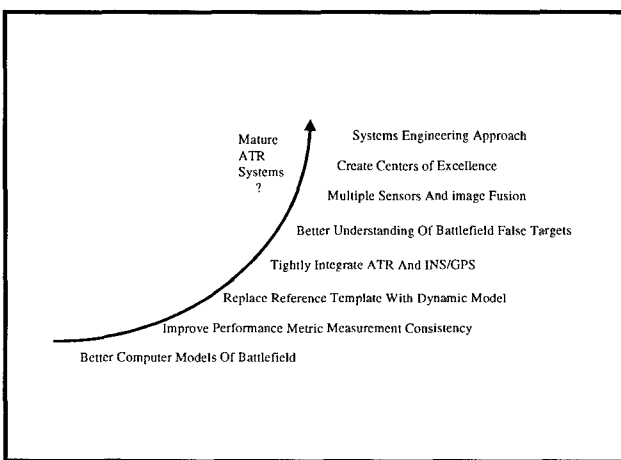 Mature
ATR
Systems
?
Systems Engineering Approach
Create Centers of Excellence
Multiple Sensors And image Fusion
Better Understanding Of Battlefield False Targets
Tightly Integrate ATR And INS/GPS
Replace Reference Template With Dynamic Model
Improve Performance Metric Measurement Consistency
Better Computer Models Of Battlefield